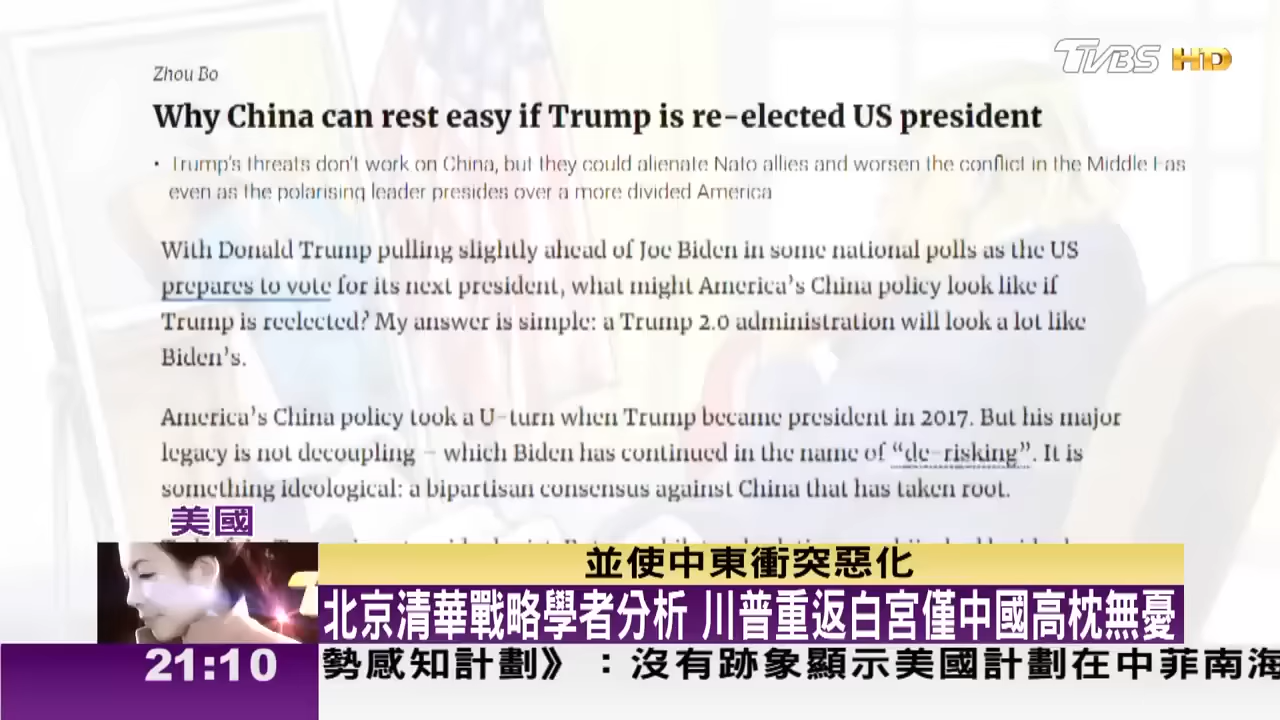 TVBS HD
Zhou Bo
Why China can rest easy if Trump is re-elected US president
• Trump's threats don't work on China, but they could alienate Nato allies and worsen the conflict in the Middle Eas
even as the polarising leader presides over a more divided America
With Donald Trump pulling slightly ahead of Joe Biden in some national polls as the US
prepares to vote for its next president, what might America's China policy look like if
Trump is reelected? My answer is simple: a Trump 2.0 administration will look a lot like
Biden's.
America's China policy took a U-turn when Trump became president in 2017. But his major
legacy is not decoupling – which Biden has continued in the name of “de-risking”. It is
something ideological: a bipartisan consensus against China that has taken root.
美國
並使中東衝突惡化
北京清華戰略學者分析 川普重返白宮僅中國高枕無憂
21:10
勢感知計劃》：沒有跡象顯示美國計劃在中菲南海